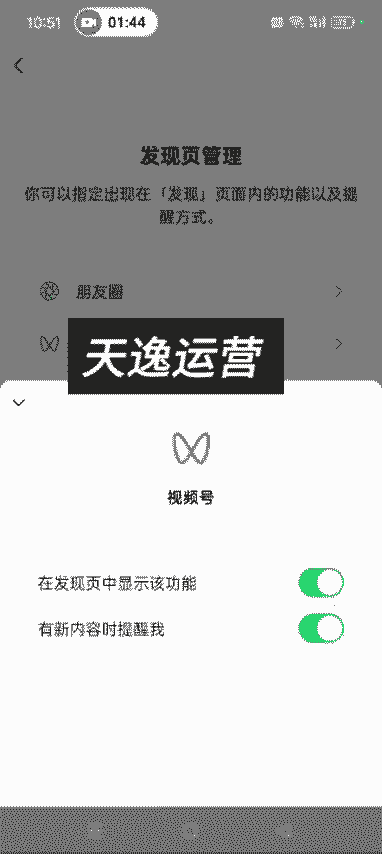 10:51
01:44
发现页管理
你可以指定出现在「发现」页面内的功能以及提
醒方式。
朋友圈
天逸运营
视频号
在发现页中显示该功能
有新内容时提醒我